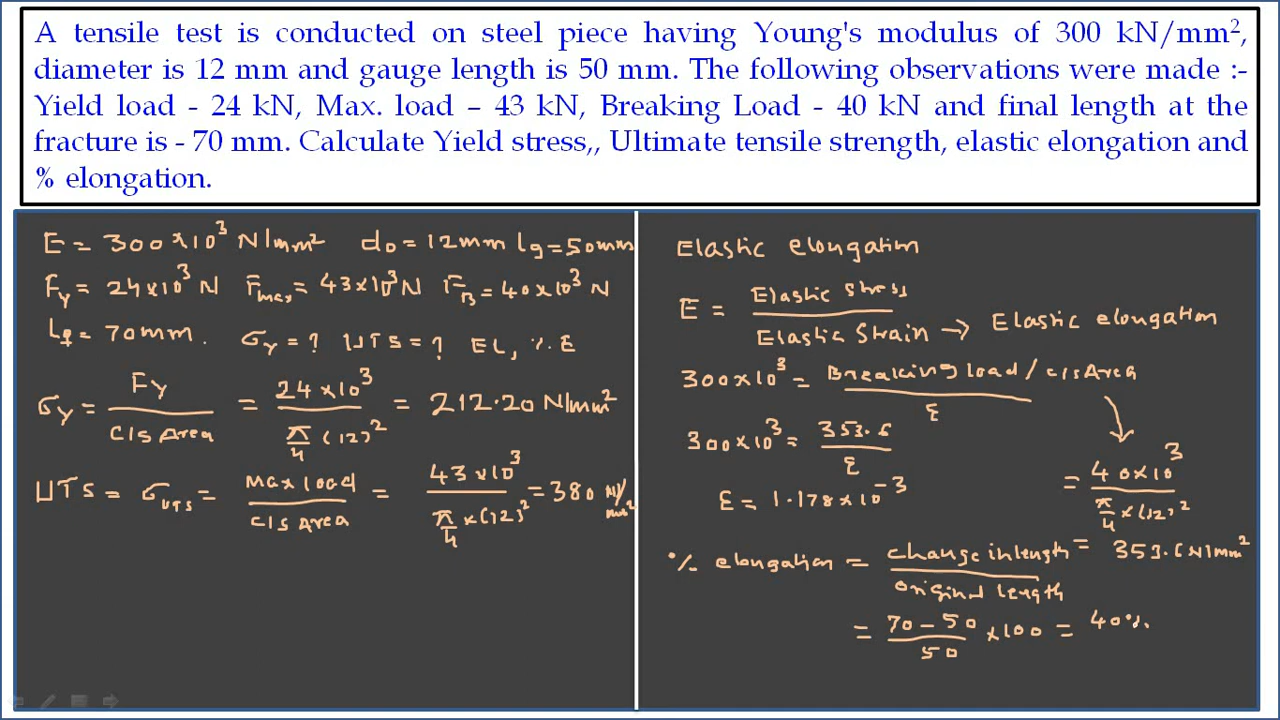 A tensile test is conducted on steel piece having Young's modulus of 300 kN/mm², diameter is 12 mm and gauge length is 50 mm. The following observations were made :-
Yield load - 24 kN, Max. load – 43 kN, Breaking Load - 40 kN and final length at the fracture is - 70 mm. Calculate Yield stress,, Ultimate tensile strength, elastic elongation and % elongation.
E = 300×10³ N/mm² d₀ = 12mm lg = 50mm
Fy = 24×10³ N Fmax = 43×10³ N FB = 40×10³ N
Lf = 70mm. σy = ? UTS = ? EL, % E
σy = Fy / C/s Area = 24×10³ / π/4 (12)² = 212.20 N/mm²
UTS = σUTS = Max load / C/s Area = 43×10³ / π/4 ×(12)² = 380 N/mm²
Elastic elongation
E = Elastic stress / Elastic Strain → Elastic elongation
300×10³ = Breaking load / C/s Area / ε
300×10³ = 353.6 / ε
= 40×10³ / π/4 ×(12)²
ε = 1.178×10⁻³
= 353.6 N/mm²
% elongation = change in length / original length
= 70 - 50 / 50 ×100 = 40%